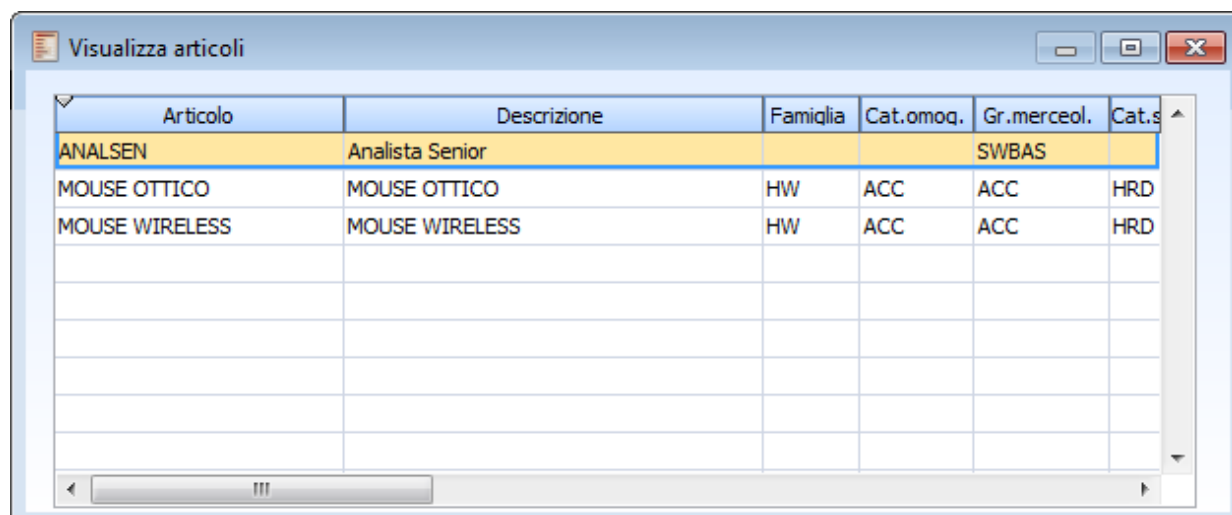 Visualizza articoli
Articolo Descrizione Famiglia Cat.omog. Gr.merceol. Cat.s
ANALSEN Analista Senior SWBAS
MOUSE OTTICO MOUSE OTTICO HW ACC ACC HRD
MOUSE WIRELESS MOUSE WIRELESS HW ACC ACC HRD